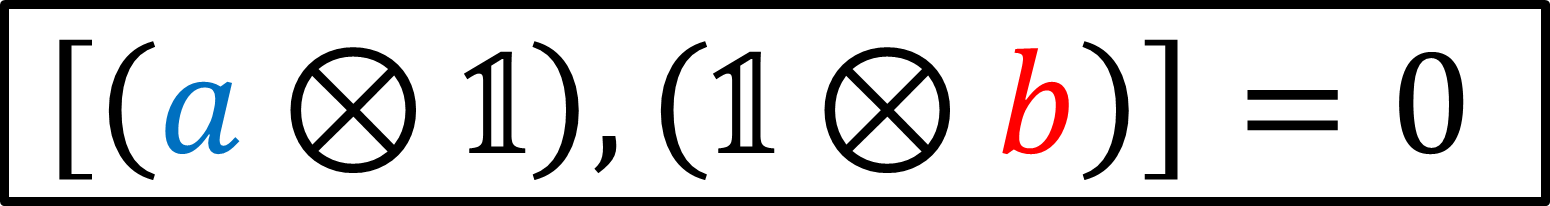 [(𝑎 ⨂ 𝟙), (𝟙 ⨂ 𝑏)] = 0